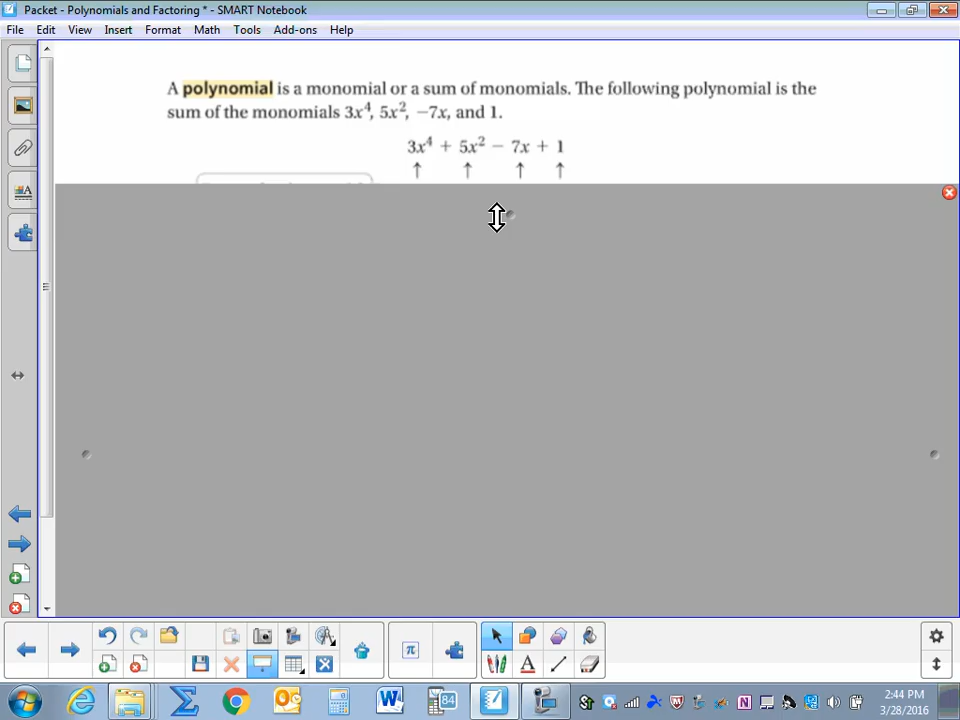 Packet - Polynomials and Factoring * - SMART Notebook
File Edit View Insert Format Math Tools Add-ons Help
A polynomial is a monomial or a sum of monomials. The following polynomial is the
sum of the monomials 3x⁴, 5x², −7x, and 1.
3x⁴ + 5x² − 7x + 1
↑ ↑ ↑ ↑
2:44 PM
3/28/2016